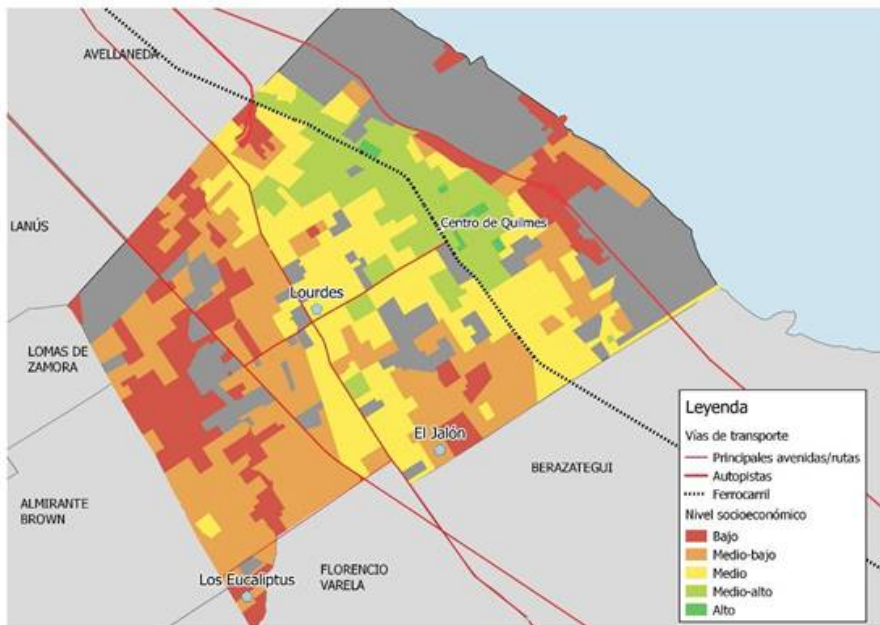 AVELLANEDA
LANÚS
Centro de Quilmes
Lourdes
LOMAS DE
ZAMORA
El Jalón
BERAZATEGUI
ALMIRANTE
BROWN
FLORENCIO
VARELA
Los Eucaliptus
Leyenda
Vías de transporte
Principales avenidas/rutas
Autopistas
Ferrocarril
Nivel socioeconómico
Bajo
Medio-bajo
Medio
Medio-alto
Alto